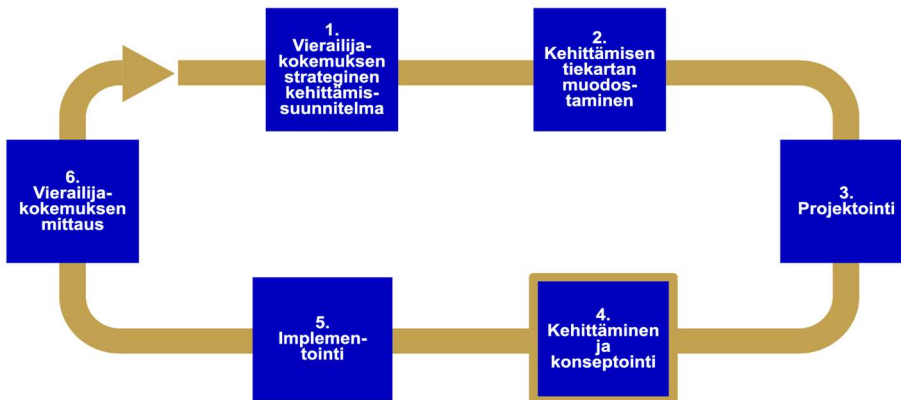 1.
Vierailija-
kokemuksen
strateginen
kehittämis-
suunnitelma
2.
Kehittämisen
tiekartan
muodos-
taminen
3.
Projektointi
4.
Kehittäminen
ja
konseptointi
5.
Implemen-
tointi
6.
Vierailija-
kokemuksen
mittaus